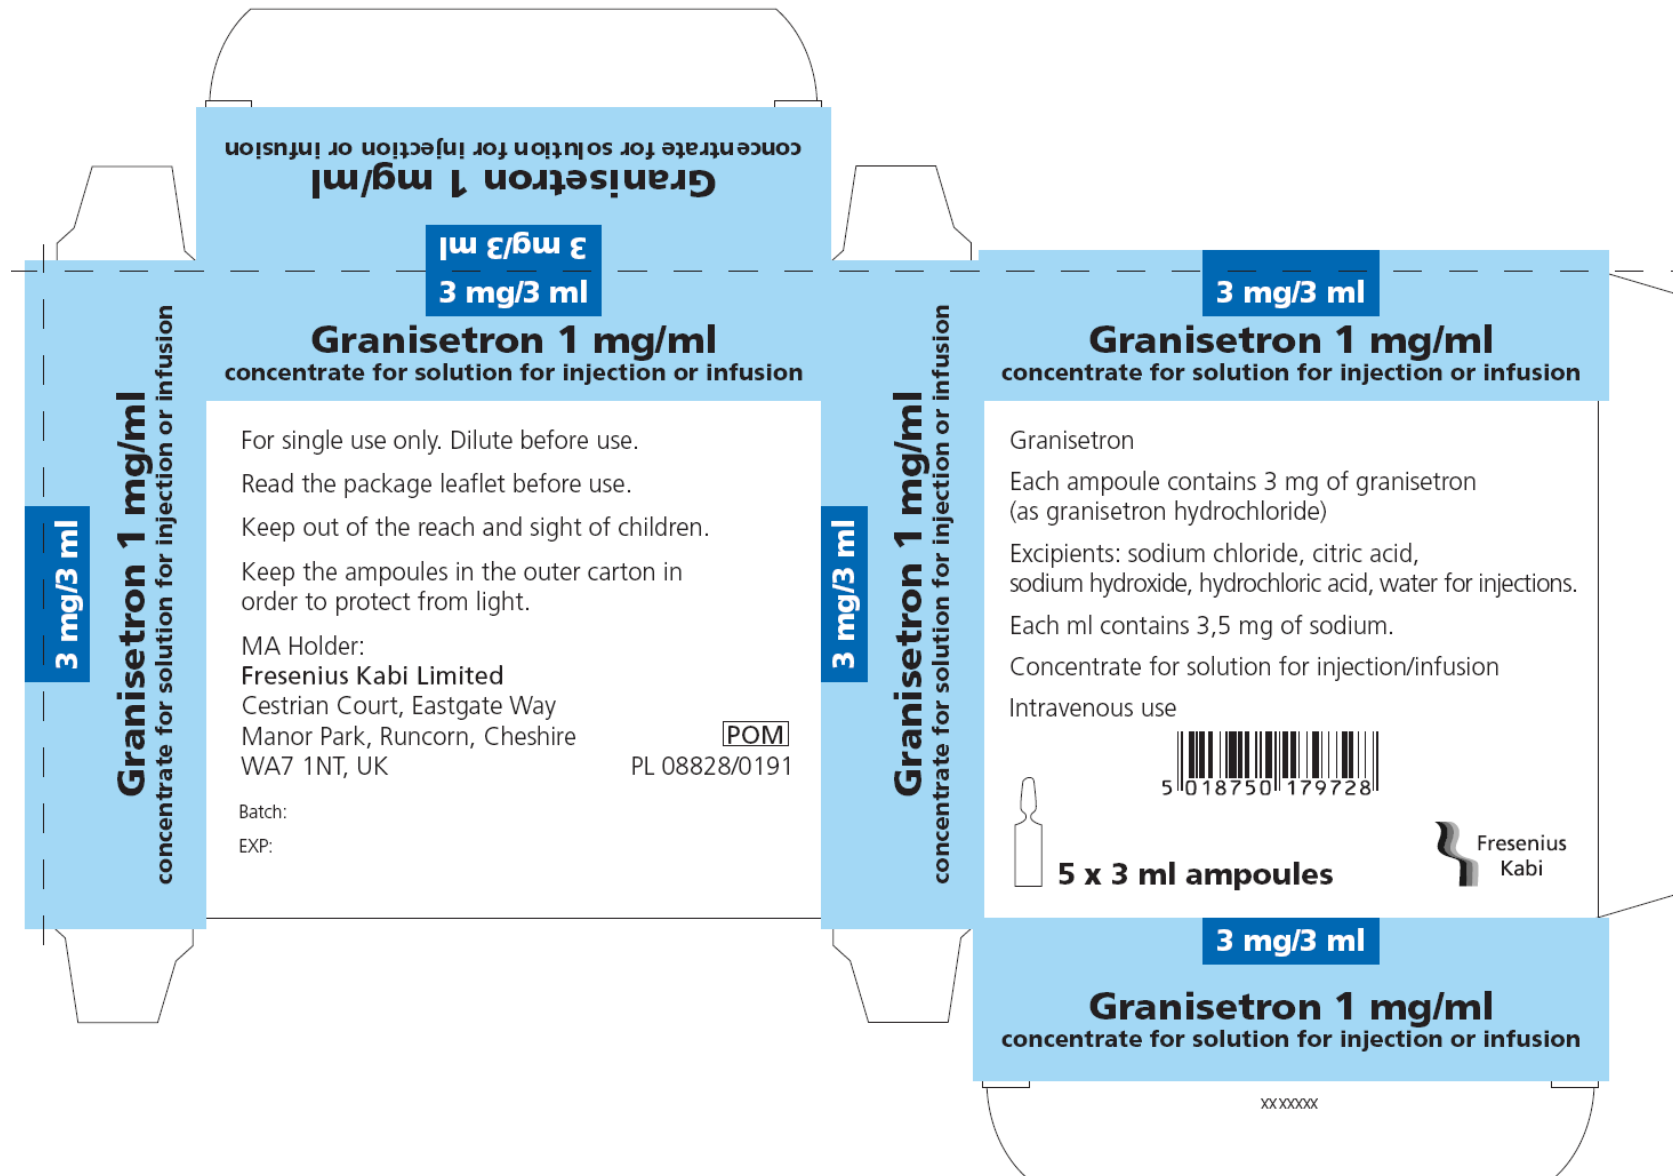 concentrate for solution for injection or infusion
Granisetron 1 mg/ml
3 mg/3 ml
3 mg/3 ml
Granisetron 1 mg/ml
concentrate for solution for injection or infusion
3 mg/3 ml
Granisetron 1 mg/ml
concentrate for solution for injection or infusion
For single use only. Dilute before use.
Read the package leaflet before use.
Keep out of the reach and sight of children.
Keep the ampoules in the outer carton in
order to protect from light.
MA Holder:
Fresenius Kabi Limited
Cestrian Court, Eastgate Way
Manor Park, Runcorn, Cheshire
WA7 1NT, UK
POM
PL 08828/0191
Batch:
EXP:
3 mg/3 ml
Granisetron 1 mg/ml
concentrate for solution for injection or infusion
3 mg/3 ml
Granisetron 1 mg/ml
concentrate for solution for injection or infusion
Granisetron
Each ampoule contains 3 mg of granisetron
(as granisetron hydrochloride)
Excipients: sodium chloride, citric acid,
sodium hydroxide, hydrochloric acid, water for injections.
Each ml contains 3,5 mg of sodium.
Concentrate for solution for injection/infusion
Intravenous use
5 018750 179728
5 x 3 ml ampoules
Fresenius
Kabi
3 mg/3 ml
Granisetron 1 mg/ml
concentrate for solution for injection or infusion
xxxxxxx